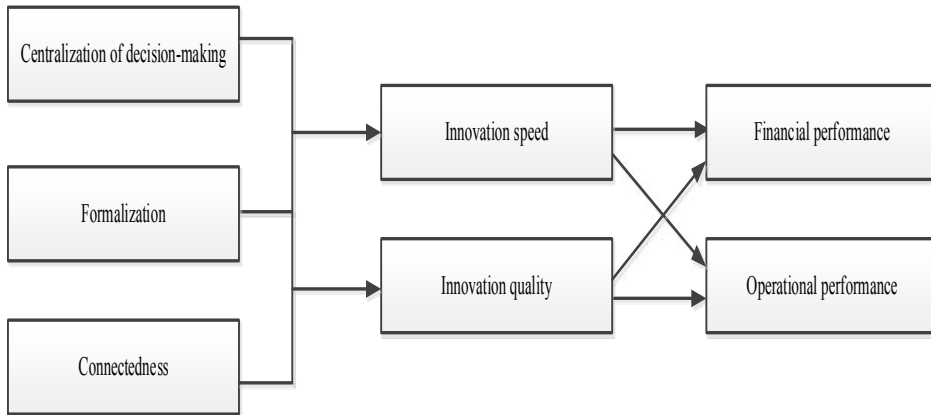 Centralization of decision-making
Formalization
Connectedness
Innovation speed
Innovation quality
Financial performance
Operational performance